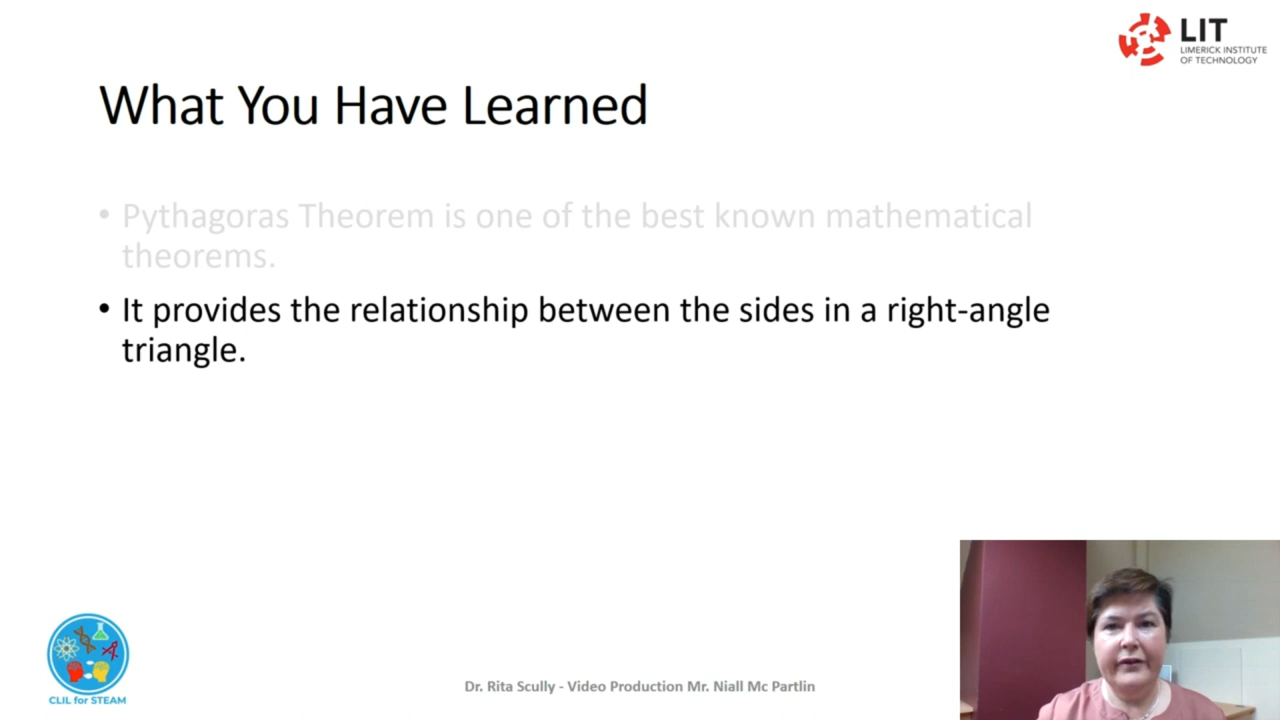 LIT
LIMERICK INSTITUTE
OF TECHNOLOGY
What You Have Learned
• Pythagoras Theorem is one of the best known mathematical
theorems.
• It provides the relationship between the sides in a right-angle
triangle.
CLIL for STEAM
Dr. Rita Scully - Video Production Mr. Niall Mc Partlin